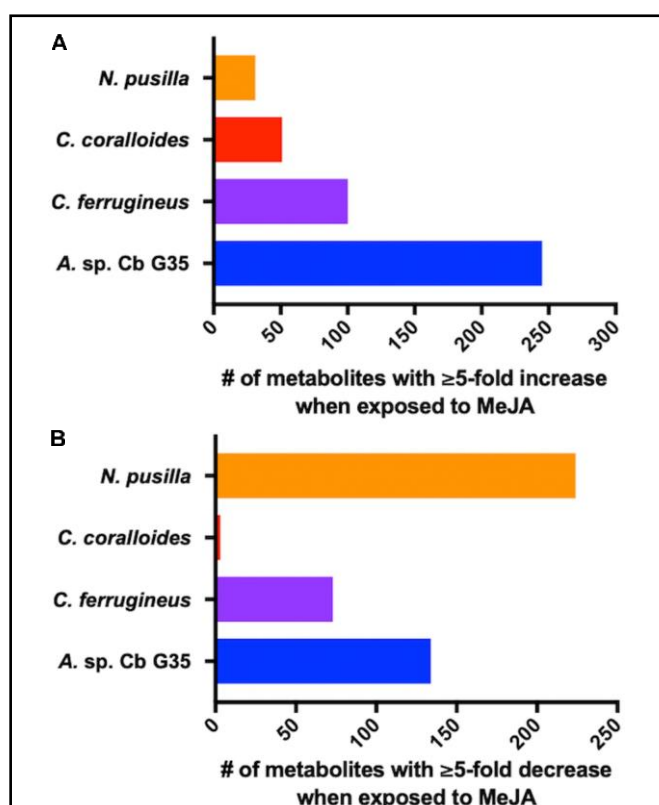 A
N. pusilla
C. coralloides
C. ferrugineus
A. sp. Cb G35
0 50 100 150 200 250 300
# of metabolites with ≥5-fold increase
when exposed to MeJA
B
N. pusilla
C. coralloides
C. ferrugineus
A. sp. Cb G35
0 50 100 150 200 250
# of metabolites with ≥5-fold decrease
when exposed to MeJA